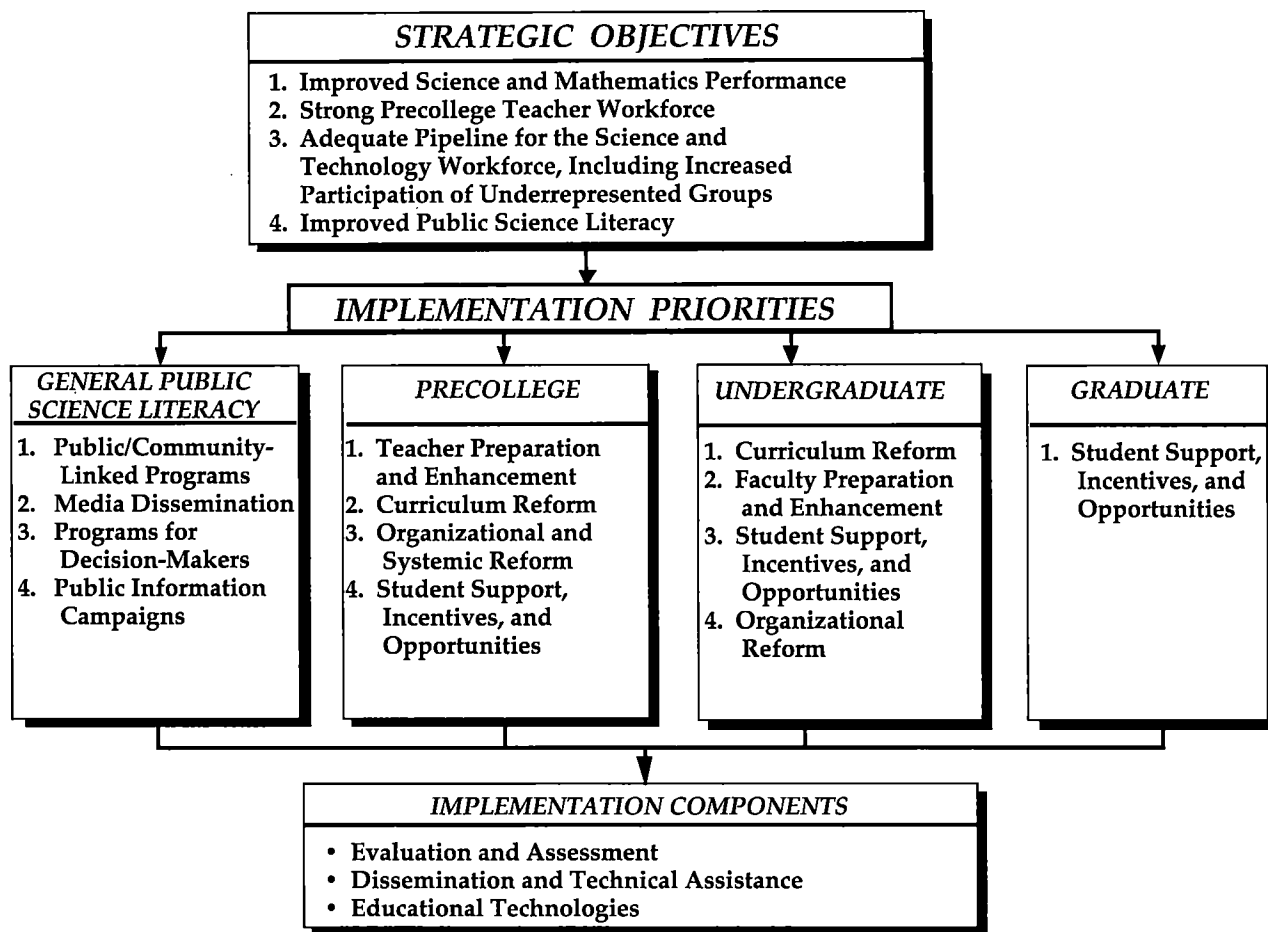 STRATEGIC OBJECTIVES
1. Improved Science and Mathematics Performance
2. Strong Precollege Teacher Workforce
3. Adequate Pipeline for the Science and
Technology Workforce, Including Increased
Participation of Underrepresented Groups
4. Improved Public Science Literacy
IMPLEMENTATION PRIORITIES
GENERAL PUBLIC
SCIENCE LITERACY
1. Public/Community-
Linked Programs
2. Media Dissemination
3. Programs for
Decision-Makers
4. Public Information
Campaigns
PRECOLLEGE
1. Teacher Preparation
and Enhancement
2. Curriculum Reform
3. Organizational and
Systemic Reform
4. Student Support,
Incentives, and
Opportunities
UNDERGRADUATE
1. Curriculum Reform
2. Faculty Preparation
and Enhancement
3. Student Support,
Incentives, and
Opportunities
4. Organizational
Reform
GRADUATE
1. Student Support,
Incentives, and
Opportunities
IMPLEMENTATION COMPONENTS
• Evaluation and Assessment
• Dissemination and Technical Assistance
• Educational Technologies